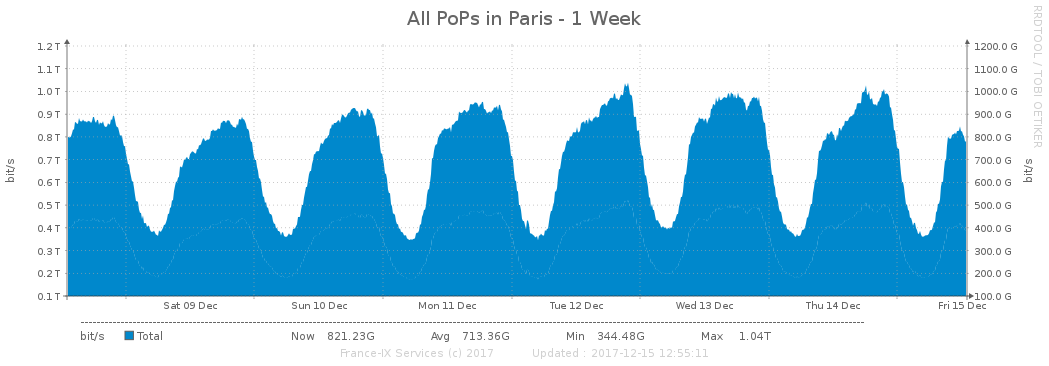 All PoPs in Paris - 1 Week
RRDTOOL / TOBI OETIKER
1.2 T 1200.0 G
1.1 T 1100.0 G
1.0 T 1000.0 G
0.9 T 900.0 G
0.8 T 800.0 G
0.7 T 700.0 G
0.6 T 600.0 G
0.5 T 500.0 G
0.4 T 400.0 G
0.3 T 300.0 G
0.2 T 200.0 G
0.1 T 100.0 G
bit/s
bit/s
Sat 09 Dec Sun 10 Dec Mon 11 Dec Tue 12 Dec Wed 13 Dec Thu 14 Dec Fri 15 Dec
bit/s Total Now 821.23G Avg 713.36G Min 344.48G Max 1.04T
France-IX Services (c) 2017 Updated : 2017-12-15 12:55:11